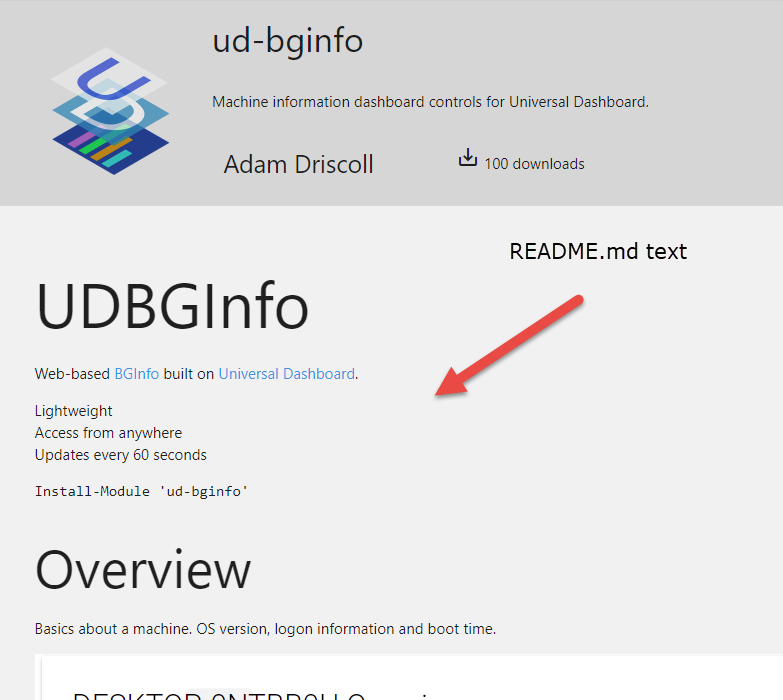 ud-bginfo
Machine information dashboard controls for Universal Dashboard.
Adam Driscoll
100 downloads
README.md text
UDBGInfo
Web-based BGInfo built on Universal Dashboard.
Lightweight
Access from anywhere
Updates every 60 seconds
Install-Module 'ud-bginfo'
Overview
Basics about a machine. OS version, logon information and boot time.